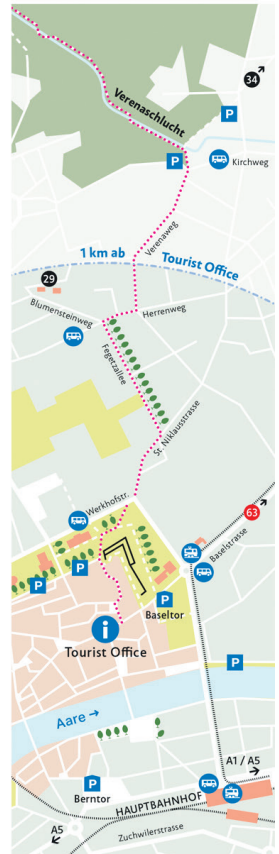 34
Verenaschlucht
P
P
Kirchweg
Verenaweg
1 km ab
Tourist Office
29
Blumensteinweg
Herrenweg
Fegetzallee
St. Niklausstrasse
Werkhofstr.
63
Baselstrasse
P
P
P
Baseltor
i
Tourist Office
P
Aare →
A1 / A5
P
Berntor
HAUPTBAHNHOF
A5
Zuchwilerstrasse